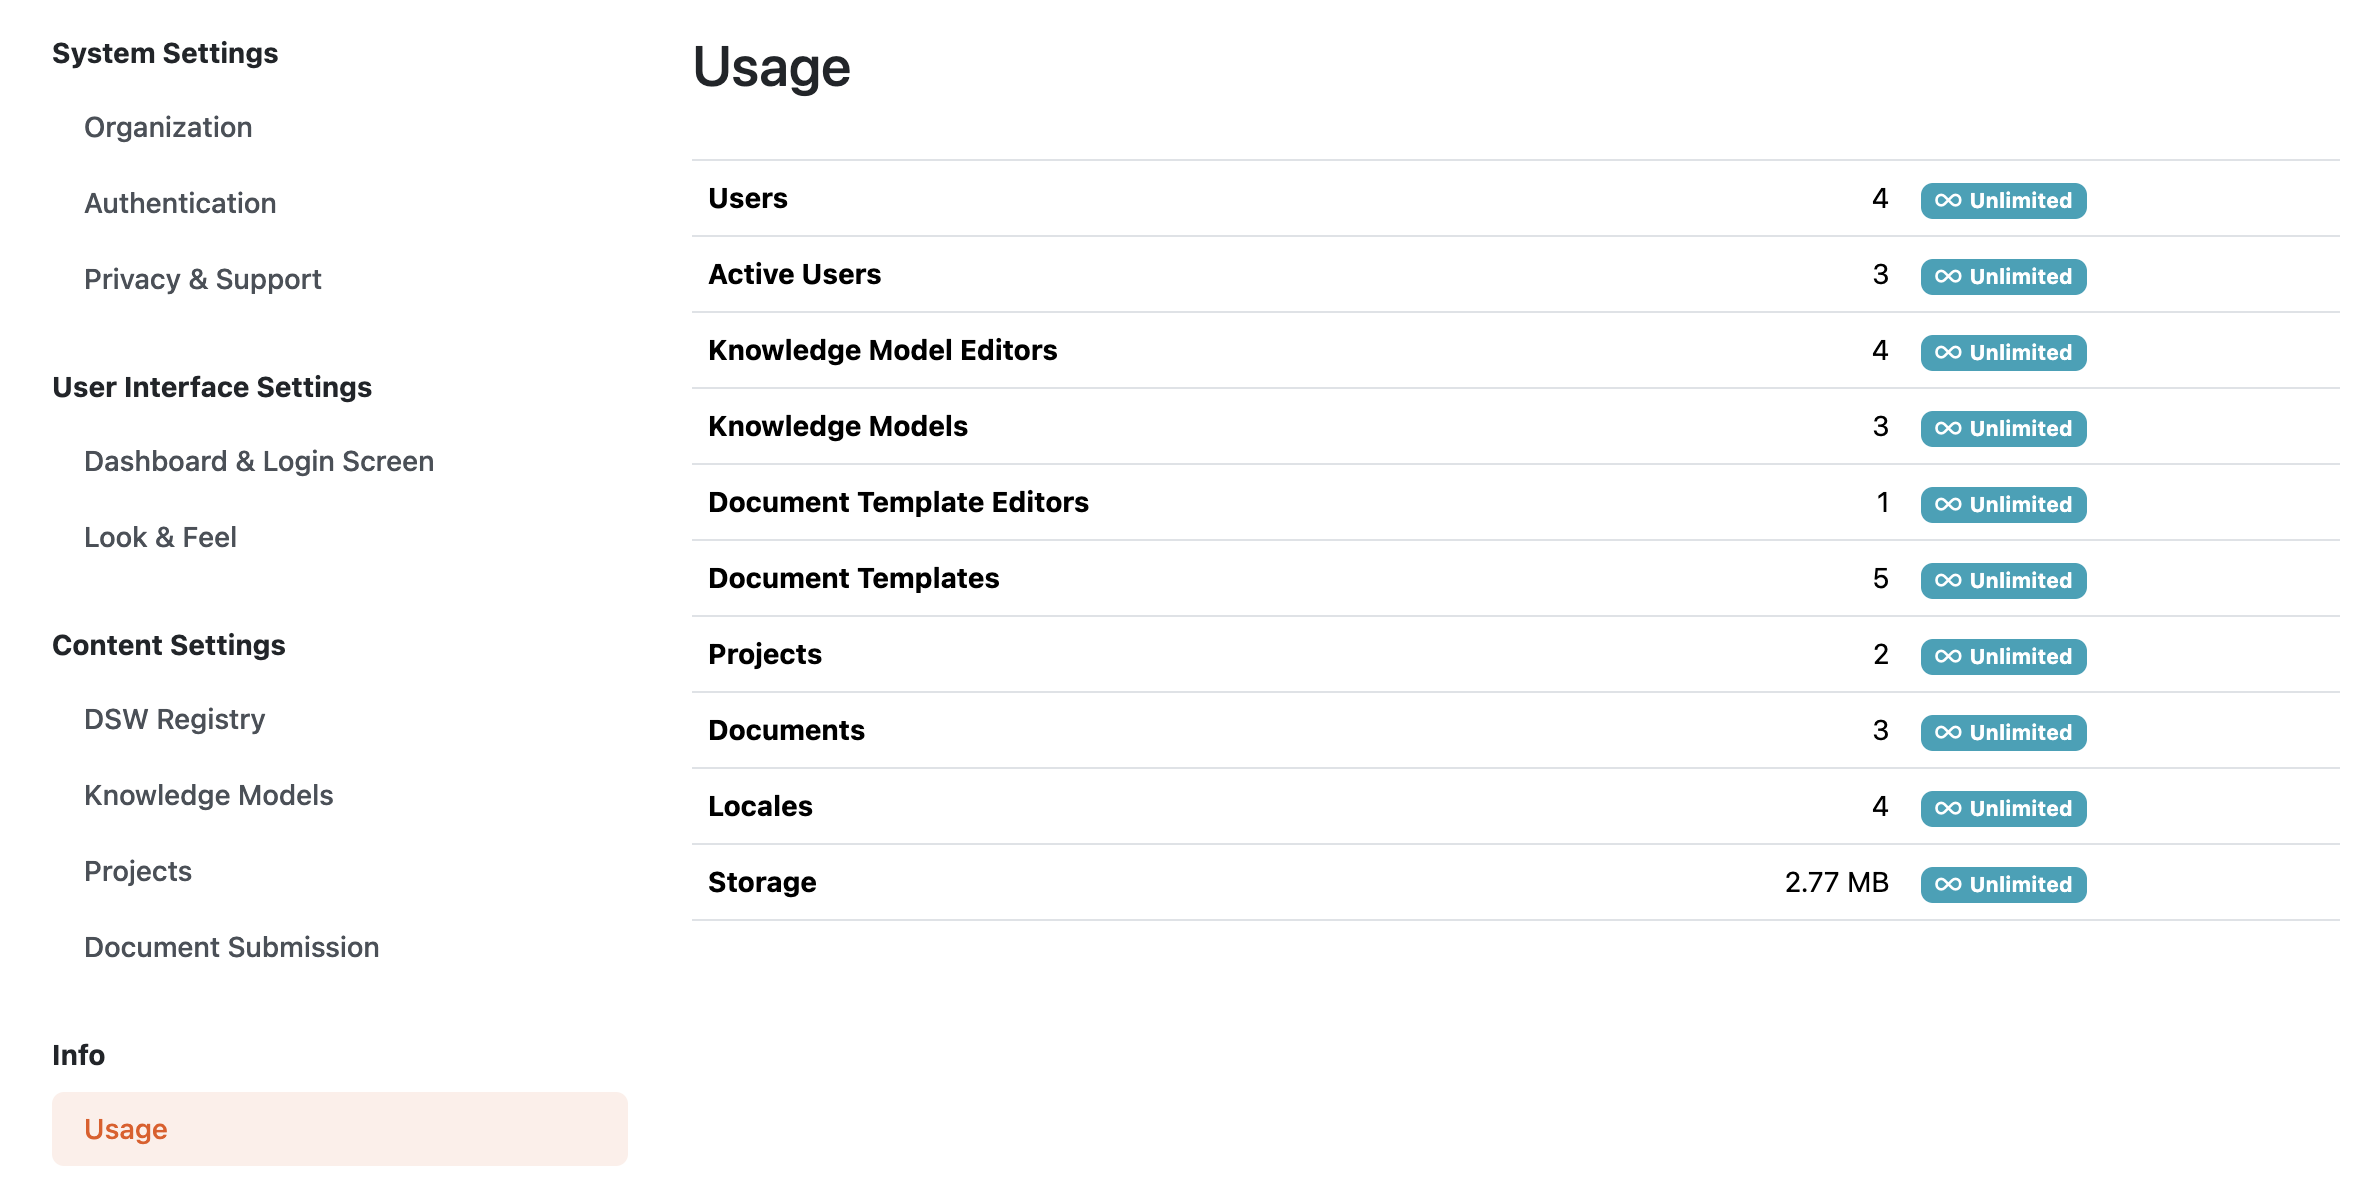 System Settings
Organization
Authentication
Privacy & Support
User Interface Settings
Dashboard & Login Screen
Look & Feel
Content Settings
DSW Registry
Knowledge Models
Projects
Document Submission
Info
Usage
Usage
Users 4 ∞ Unlimited
Active Users 3 ∞ Unlimited
Knowledge Model Editors 4 ∞ Unlimited
Knowledge Models 3 ∞ Unlimited
Document Template Editors 1 ∞ Unlimited
Document Templates 5 ∞ Unlimited
Projects 2 ∞ Unlimited
Documents 3 ∞ Unlimited
Locales 4 ∞ Unlimited
Storage 2.77 MB ∞ Unlimited